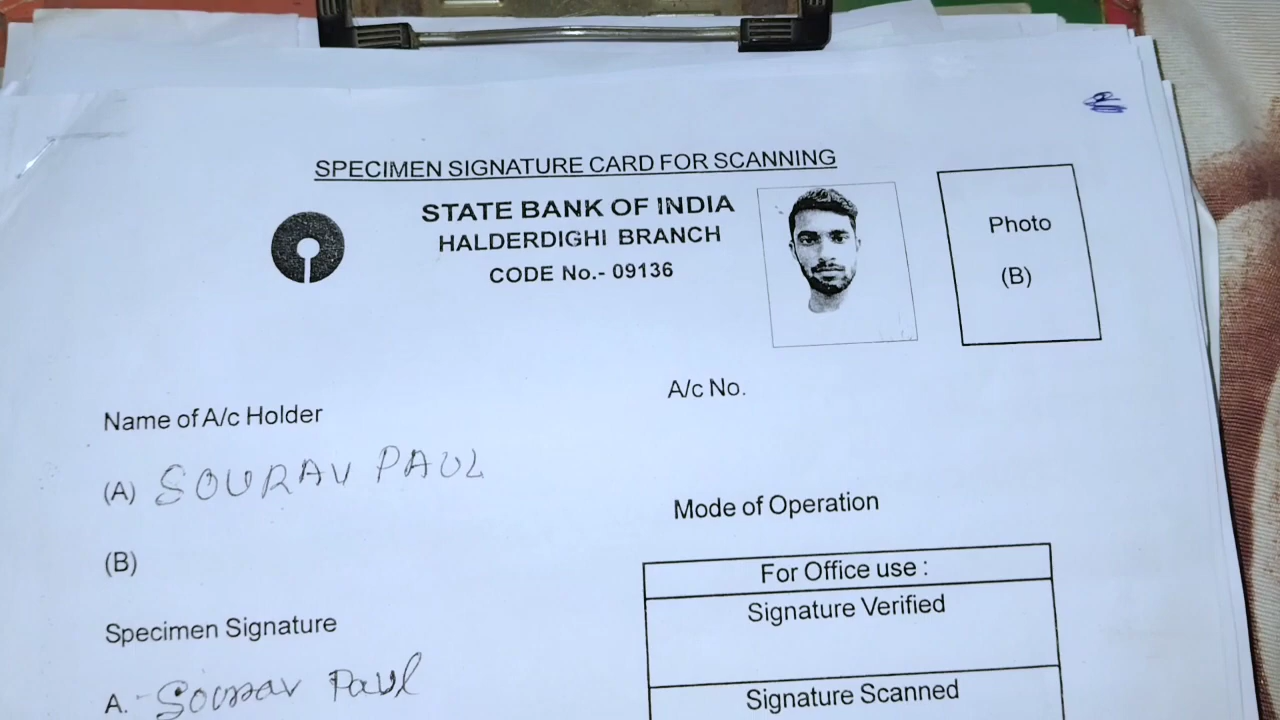 SPECIMEN SIGNATURE CARD FOR SCANNING
STATE BANK OF INDIA
HALDERDIGHI BRANCH
CODE No.- 09136
Photo
(B)
A/c No.
Name of A/c Holder
(A) SOURAV PAUL
Mode of Operation
(B)
For Office use :
Signature Verified
Specimen Signature
A. - Sourav Paul
Signature Scanned